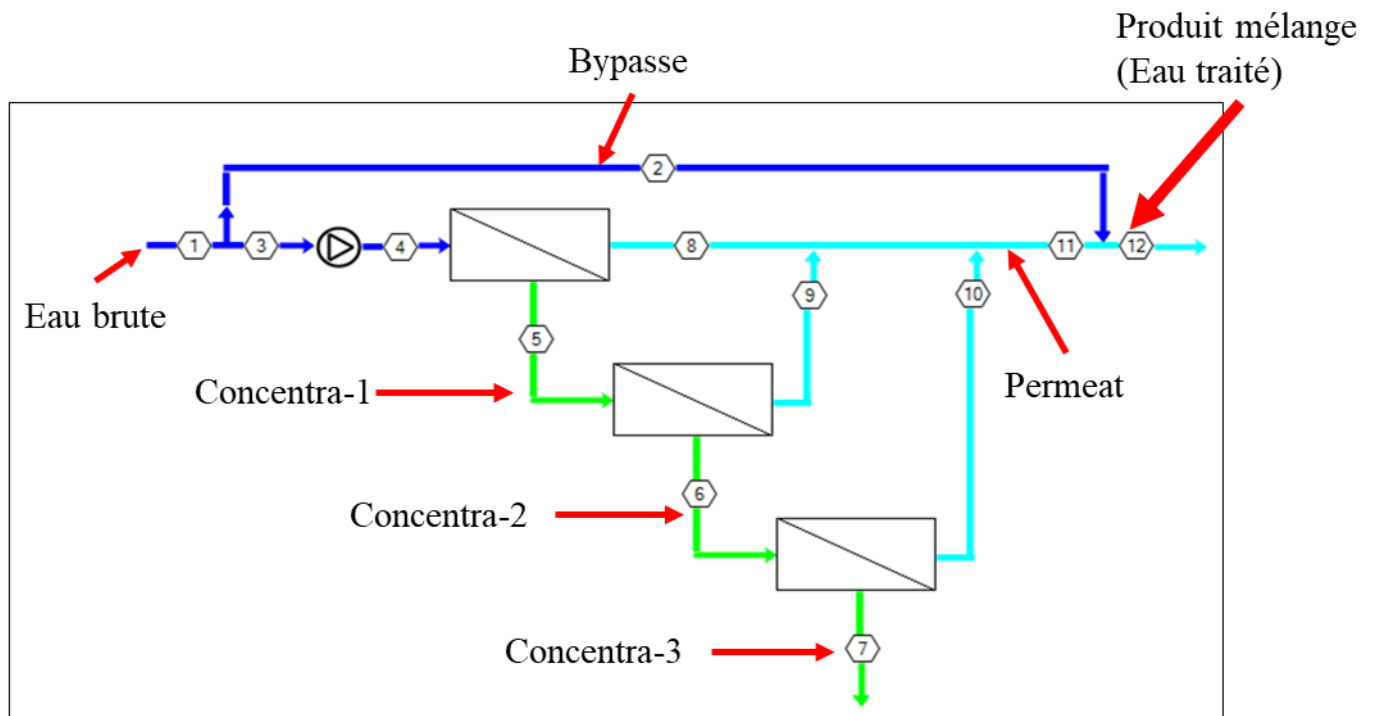 Produit mélange
(Eau traité)
Bypasse
2
1
3
4
8
11
12
Eau brute
9
10
5
Permeat
Concentra-1
6
Concentra-2
7
Concentra-3